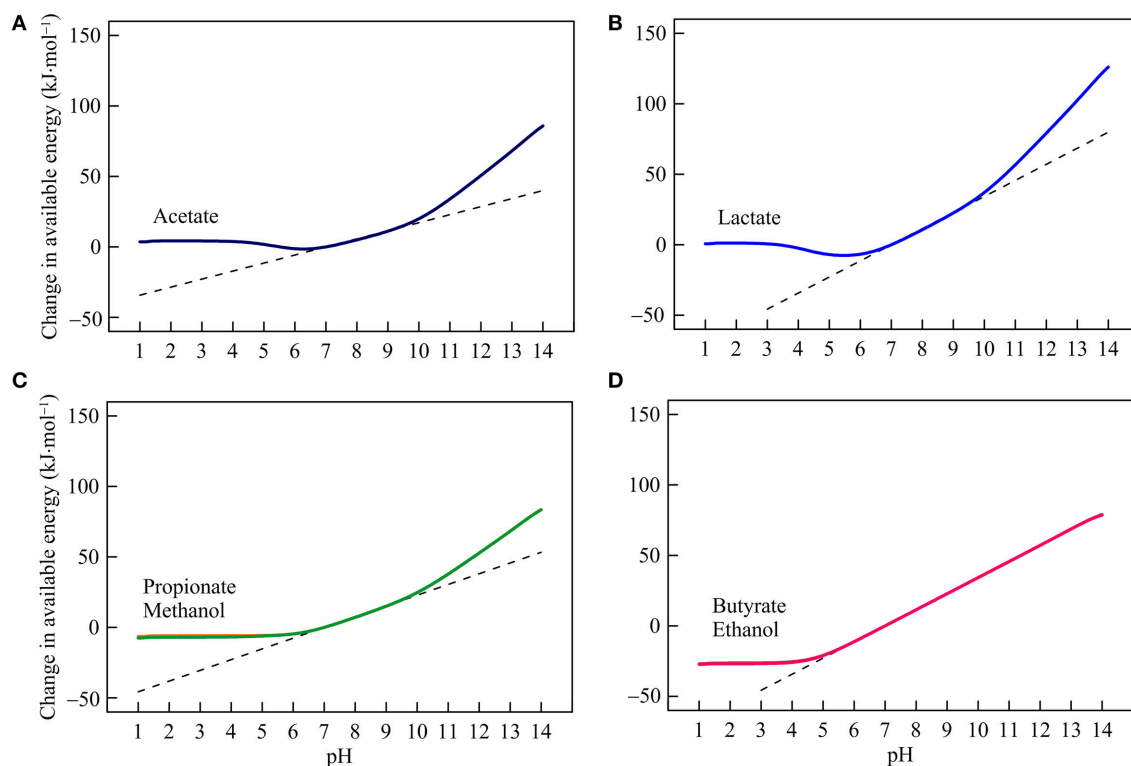 A
Change in available energy (kJ·mol⁻¹)
150
100
50
0
–50
Acetate
1 2 3 4 5 6 7 8 9 10 11 12 13 14
B
150
100
50
0
–50
Lactate
1 2 3 4 5 6 7 8 9 10 11 12 13 14
C
Change in available energy (kJ·mol⁻¹)
150
100
50
0
–50
Propionate
Methanol
1 2 3 4 5 6 7 8 9 10 11 12 13 14
pH
D
150
100
50
0
–50
Butyrate
Ethanol
1 2 3 4 5 6 7 8 9 10 11 12 13 14
pH